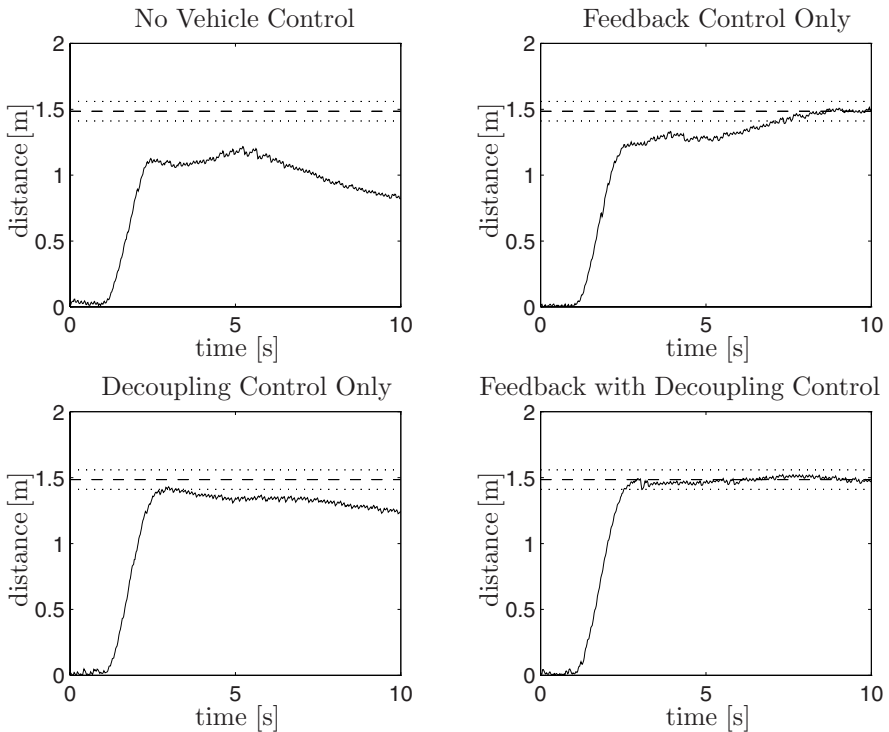 No Vehicle Control
2
1.5
1
0.5
0
distance [m]
0 5 10
time [s]
Feedback Control Only
2
1.5
1
0.5
0
distance [m]
0 5 10
time [s]
Decoupling Control Only
2
1.5
1
0.5
0
distance [m]
0 5 10
time [s]
Feedback with Decoupling Control
2
1.5
1
0.5
0
distance [m]
0 5 10
time [s]